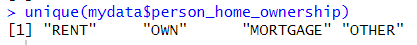 > unique(mydata$person_home_ownership)
[1] "RENT"     "OWN"      "MORTGAGE" "OTHER"